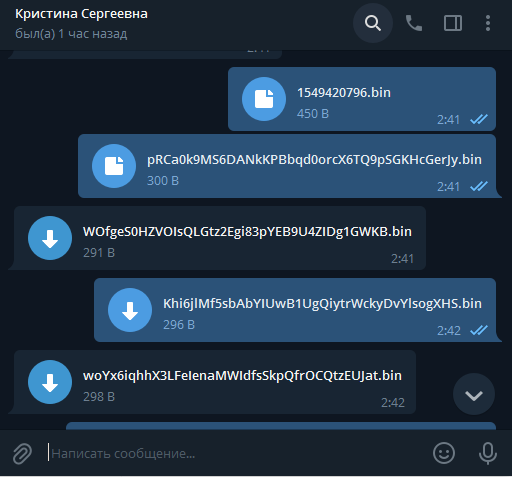 Кристина Сергеевна
был(а) 1 час назад
1549420796.bin
450 B
2:41
pRCa0k9MS6DANkKPBbqd0orcX6TQ9pSGKHcGerJy.bin
300 B
2:41
WOfgeS0HZVOIsQLGtz2Egi83pYEB9U4ZIDg1GWKB.bin
291 B
2:41
Khi6jlMf5sbAbYIUwB1UgQiytrWckyDvYlsogXHS.bin
296 B
2:42
woYx6iqhhX3LFeIenaMWIdfsSkpQfrOCQtzEUJat.bin
298 B
2:42
Написать сообщение...